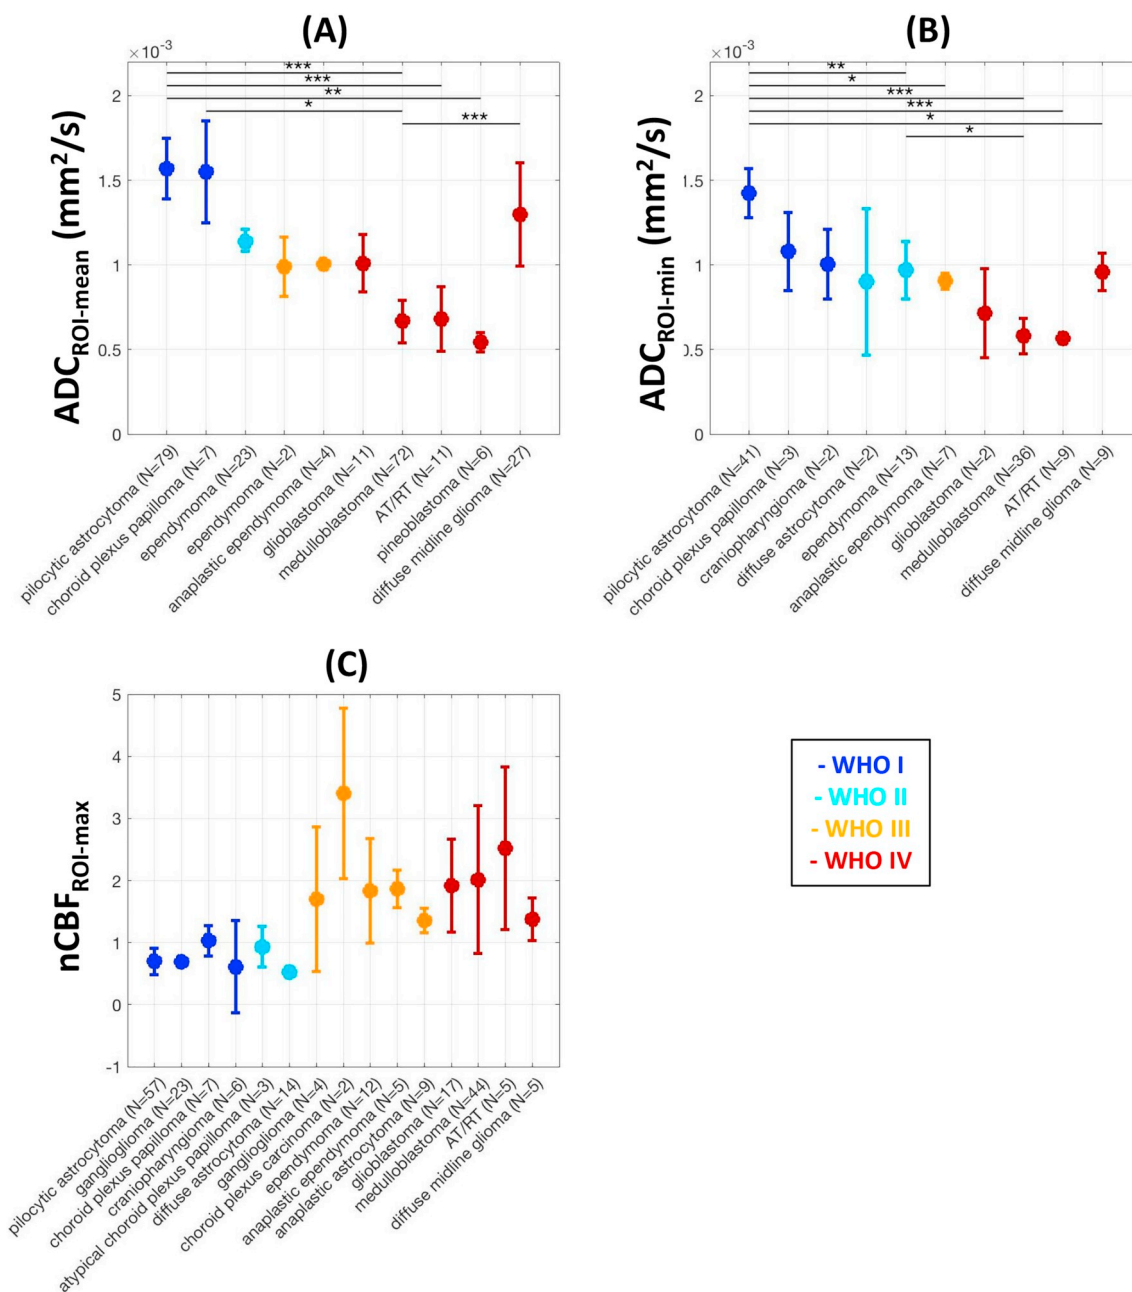 (A)
×10⁻³
2
1.5
1
0.5
0
ADC_ROI-mean (mm²/s)
***
***
**
*
***
pilocytic astrocytoma (N=79)
choroid plexus papilloma (N=7)
ependymoma (N=23)
ependymoma (N=2)
anaplastic ependymoma (N=4)
glioblastoma (N=11)
medulloblastoma (N=72)
AT/RT (N=11)
pineoblastoma (N=6)
diffuse midline glioma (N=27)
(B)
×10⁻³
2
1.5
1
0.5
0
ADC_ROI-min (mm²/s)
**
*
***
***
*
*
pilocytic astrocytoma (N=41)
choroid plexus papilloma (N=3)
craniopharyngioma (N=2)
diffuse astrocytoma (N=2)
ependymoma (N=13)
anaplastic ependymoma (N=7)
glioblastoma (N=2)
medulloblastoma (N=36)
AT/RT (N=9)
diffuse midline glioma (N=9)
(C)
5
4
3
2
1
0
-1
nCBF_ROI-max
pilocytic astrocytoma (N=57)
ganglioglioma (N=23)
choroid plexus papilloma (N=7)
craniopharyngioma (N=6)
atypical choroid plexus papilloma (N=3)
diffuse astrocytoma (N=14)
ganglioglioma (N=4)
choroid plexus carcinoma (N=2)
ependymoma (N=12)
anaplastic ependymoma (N=5)
anaplastic astrocytoma (N=9)
glioblastoma (N=17)
medulloblastoma (N=44)
AT/RT (N=5)
diffuse midline glioma (N=5)
- WHO I
- WHO II
- WHO III
- WHO IV